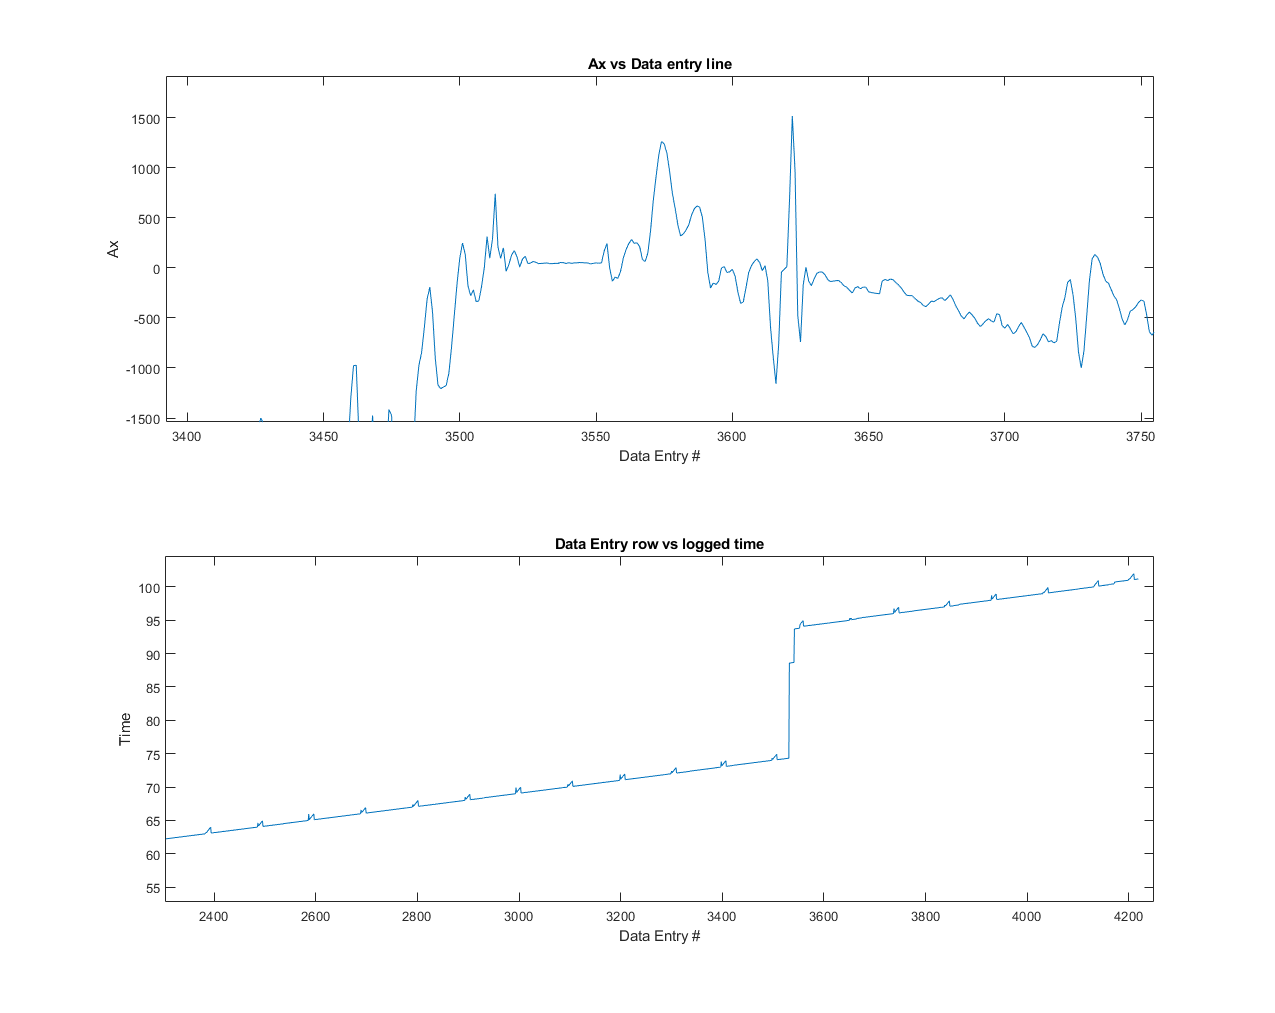 Ax vs Data entry line
1500
1000
500
0
-500
-1000
-1500
Ax
3400 3450 3500 3550 3600 3650 3700 3750
Data Entry #
Data Entry row vs logged time
100
95
90
85
80
75
70
65
60
55
Time
2400 2600 2800 3000 3200 3400 3600 3800 4000 4200
Data Entry #